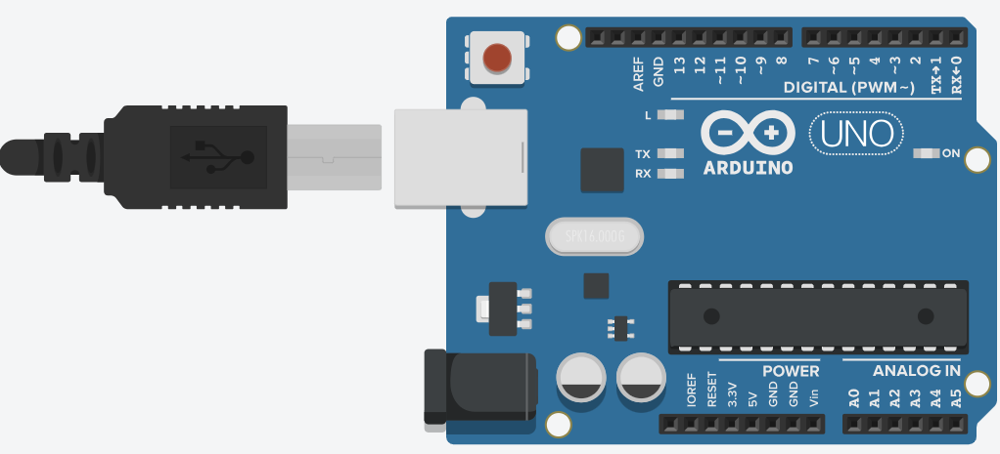 AREF
GND
13
12
~11
~10
~9
8
7
~6
~5
4
~3
2
TX→1
RX←0
DIGITAL (PWM~)
L
TX
RX
ARDUINO
UNO
ON
SPK16.000G
POWER
ANALOG IN
IOREF
RESET
3.3V
5V
GND
GND
Vin
A0
A1
A2
A3
A4
A5